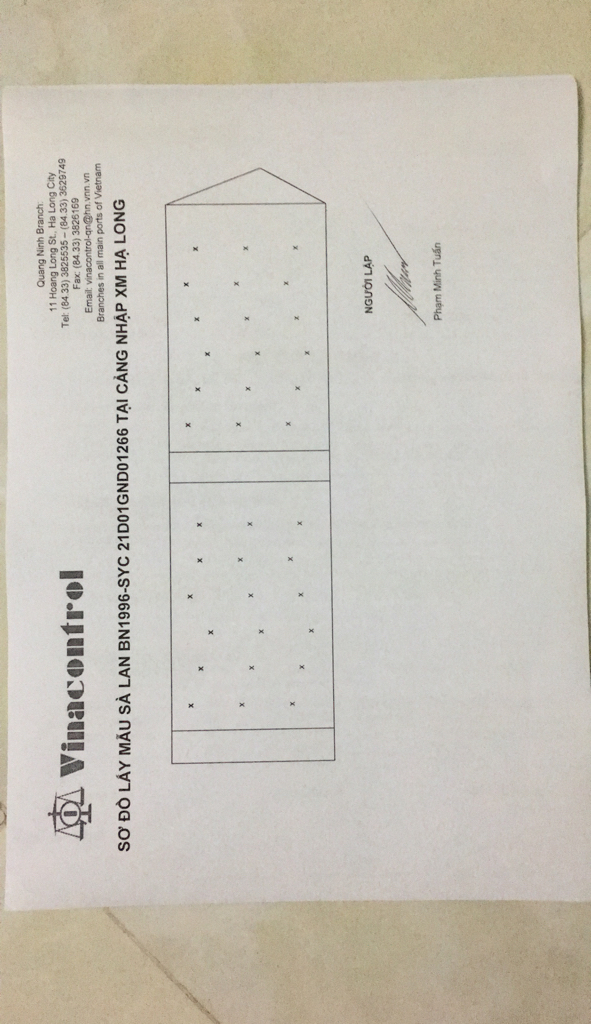 Vinacontrol
Quang Ninh Branch:
11 Hoang Long St., Ha Long City
Tel: (84.33) 3825535 – (84.33) 3629749
Fax: (84.33) 3826169
Email: vinacontrol-qn@hn.vnn.vn
Branches in all main ports of Vietnam
SƠ ĐỒ LẤY MẪU SÀ LAN BN1996-SYC 21D01GND01266 TẠI CẢNG NHẬP XM HẠ LONG
x x x x x x x x x x x x
x x x x x x x x x x x
x x x x x x x x x x x x
NGƯỜI LẬP
Phạm Minh Tuấn